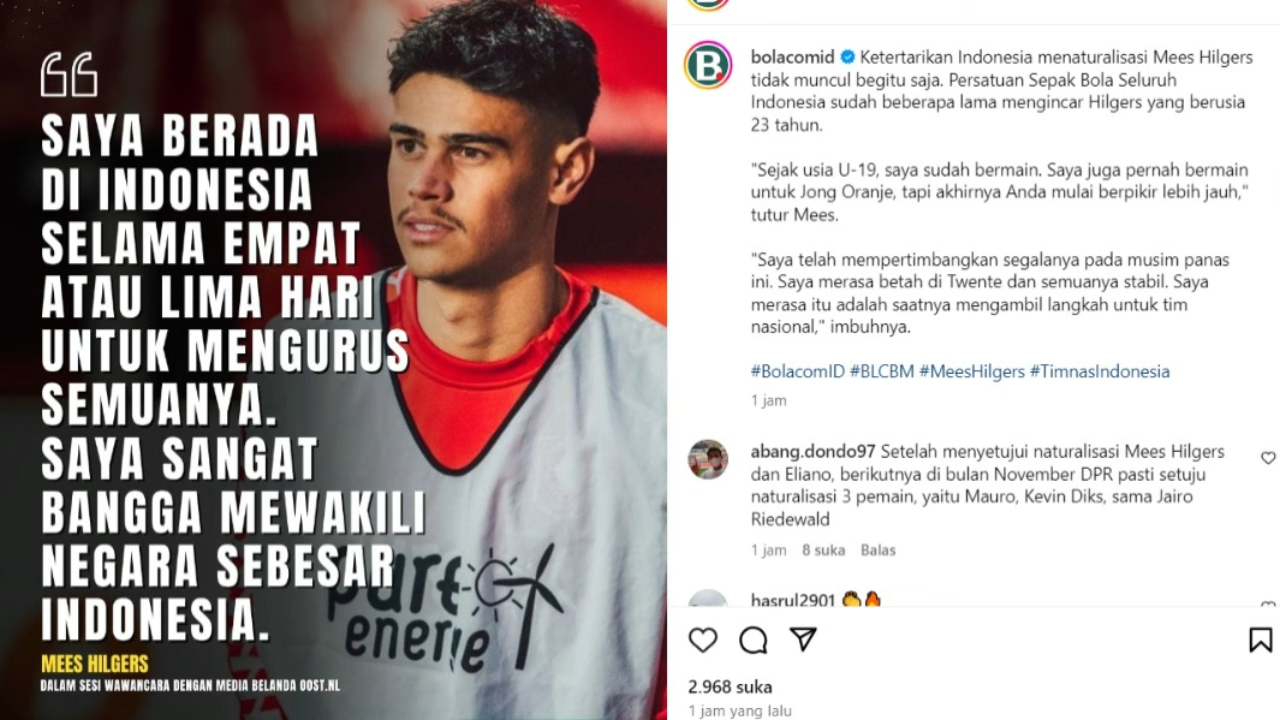 SAYA BERADA
DI INDONESIA
SELAMA EMPAT
ATAU LIMA HARI
UNTUK MENGURUS
SEMUANYA.
SAYA SANGAT
BANGGA MEWAKILI
NEGARA SEBESAR
INDONESIA.
MEES HILGERS
DALAM SESI WAWANCARA DENGAN MEDIA BELANDA OOST.NL
pure
energie
B
bolacomid Ketertarikan Indonesia menaturalisasi Mees Hilgers
tidak muncul begitu saja. Persatuan Sepak Bola Seluruh
Indonesia sudah beberapa lama mengincar Hilgers yang berusia
23 tahun.
"Sejak usia U-19, saya sudah bermain. Saya juga pernah bermain
untuk Jong Oranje, tapi akhirnya Anda mulai berpikir lebih jauh,"
tutur Mees.
"Saya telah mempertimbangkan segalanya pada musim panas
ini. Saya merasa betah di Twente dan semuanya stabil. Saya
merasa itu adalah saatnya mengambil langkah untuk tim
nasional," imbuhnya.
#BolacomID #BLCBM #MeesHilgers #TimnasIndonesia
1 jam
abang.dondo97 Setelah menyetujui naturalisasi Mees Hilgers
dan Eliano, berikutnya di bulan November DPR pasti setuju
naturalisasi 3 pemain, yaitu Mauro, Kevin Diks, sama Jairo
Riedewald
1 jam 8 suka Balas
hasrul2901
2.968 suka
1 jam yang lalu